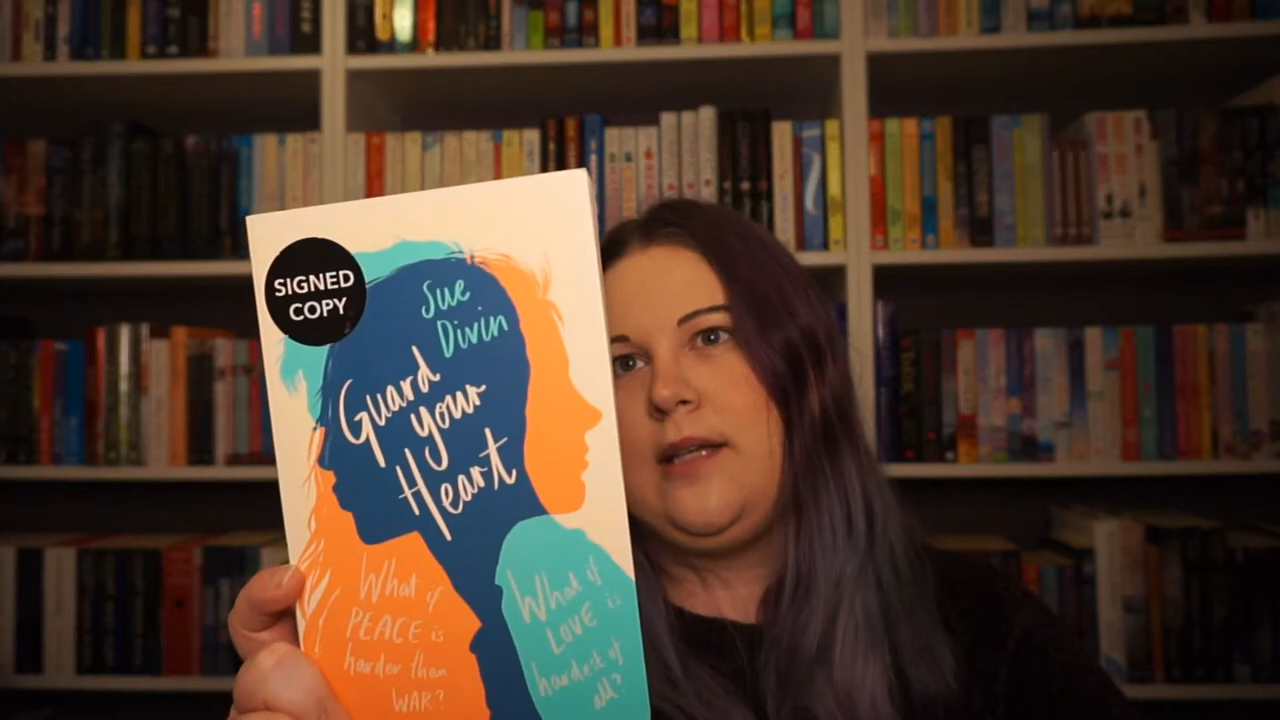 SIGNED
COPY
Sue
Divin
Guard
your
Heart
What if
PEACE is
harder than
WAR?
What if
LOVE is
hardest of
all?